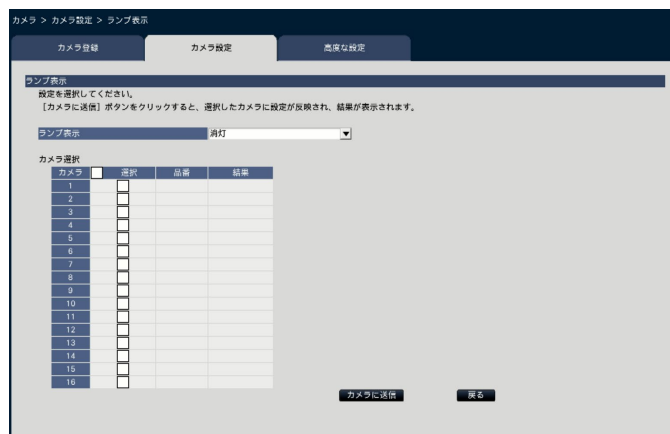 カメラ > カメラ設定 > ランプ表示
カメラ登録 カメラ設定 高度な設定
ランプ表示
設定を選択してください。
［カメラに送信］ボタンをクリックすると、選択したカメラに設定が反映され、結果が表示されます。
ランプ表示 消灯
カメラ選択
カメラ 選択 品番 結果
1
2
3
4
5
6
7
8
9
10
11
12
13
14
15
16
カメラに送信 戻る